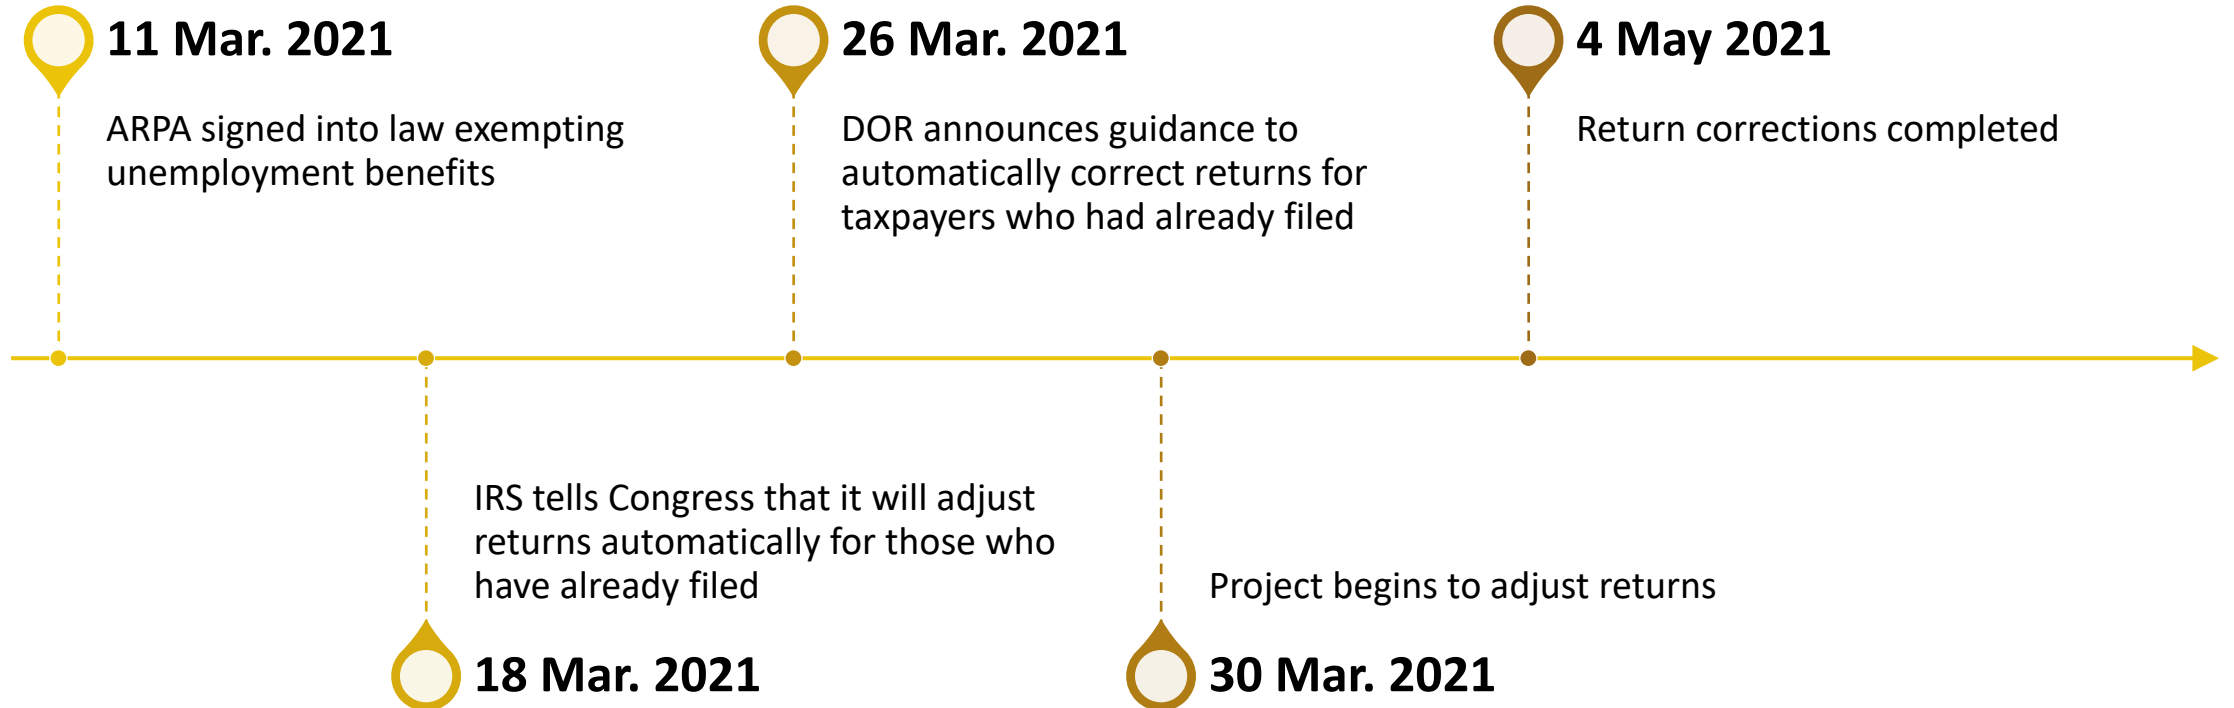 11 Mar. 2021
ARPA signed into law exempting
unemployment benefits
18 Mar. 2021
IRS tells Congress that it will adjust
returns automatically for those who
have already filed
26 Mar. 2021
DOR announces guidance to
automatically correct returns for
taxpayers who had already filed
30 Mar. 2021
Project begins to adjust returns
4 May 2021
Return corrections completed